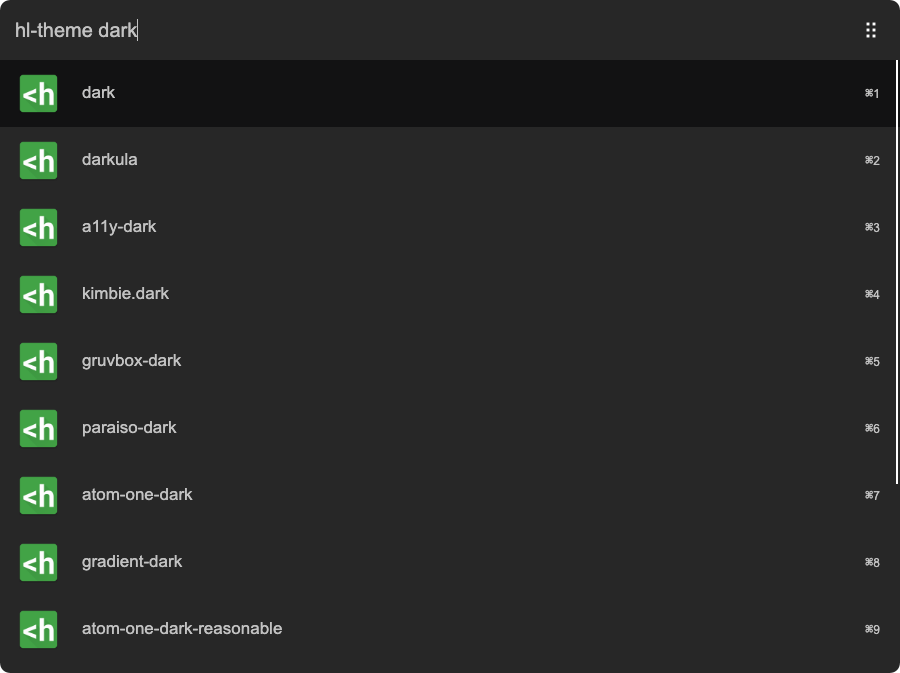 hl-theme dark
<h dark ⌘1
<h darkula ⌘2
<h a11y-dark ⌘3
<h kimbie.dark ⌘4
<h gruvbox-dark ⌘5
<h paraiso-dark ⌘6
<h atom-one-dark ⌘7
<h gradient-dark ⌘8
<h atom-one-dark-reasonable ⌘9